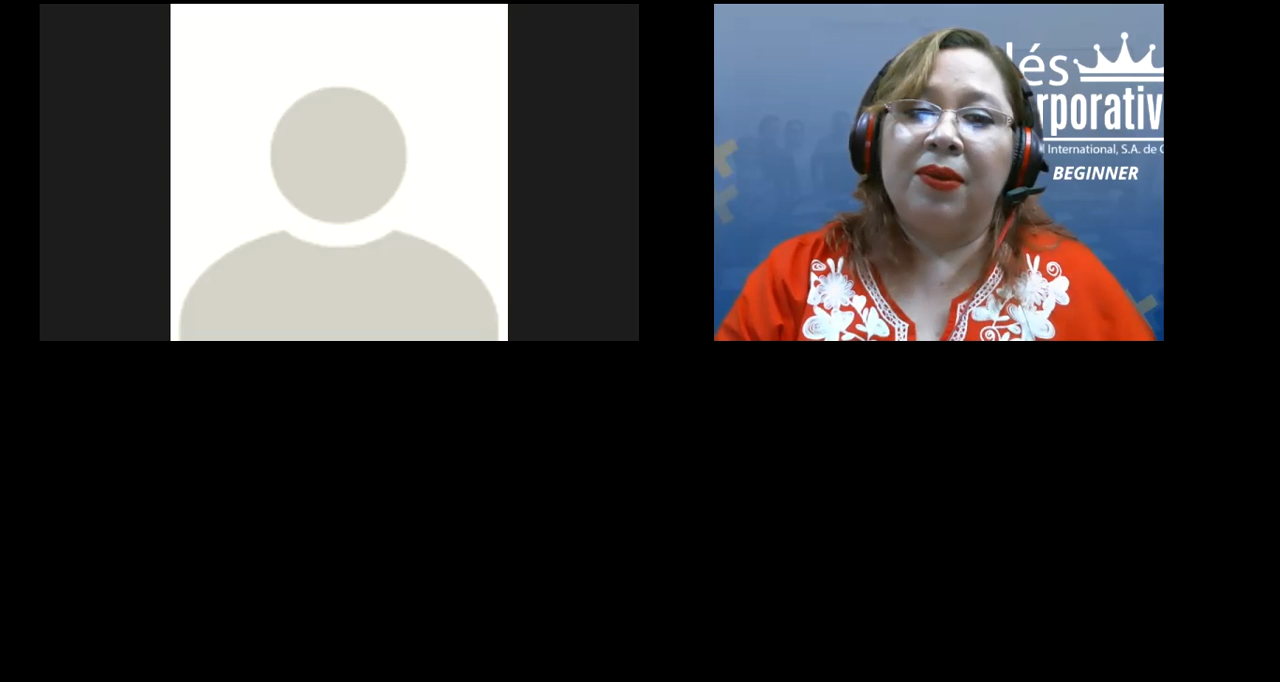 lés
rporativ
l International, S.A. de C
BEGINNER